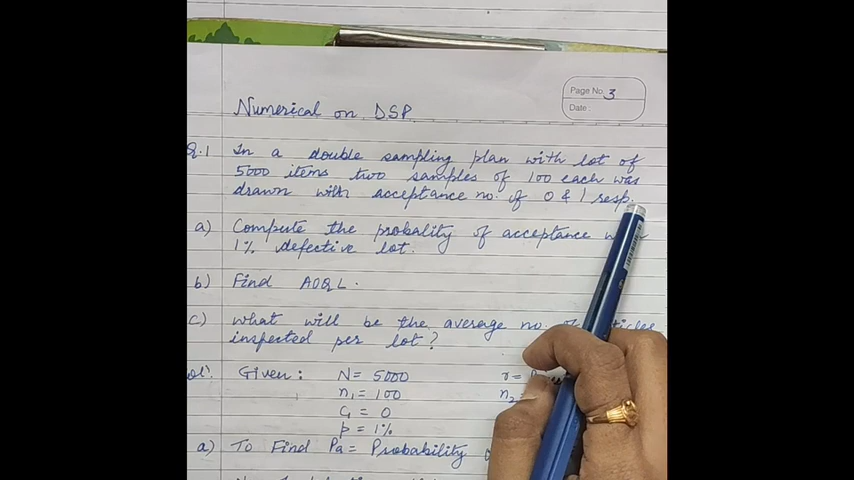 Page No. 3
Date:
Numerical on DSP
Q.1 In a double sampling plan with lot of
5000 items two samples of 100 each was
drawn with acceptance no. of 0 & 1 resp.
a) Compute the probality of acceptance
1% defective lot.
b) Find AOQL.
c) what will be the average no. of
inspected per lot?
Given: N = 5000
n1 = 100 n2 =
C1 = 0
p = 1%
a) To Find Pa = Probability